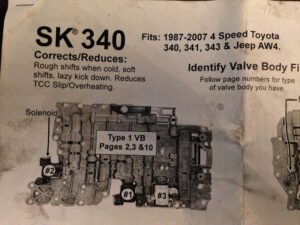 SK® 340
Corrects/Reduces:
Rough shifts when cold, soft
shifts, lazy kick down. Reduces
TCC Slip/Overheating.
Fits: 1987-2007 4 Speed Toyota
340, 341, 343 & Jeep AW4.
Identify Valve Body Fi
Follow page numbers for type
of valve body you have.
Solenoid
Type 1 VB
Pages 2,3 &10
#2
#1
#3